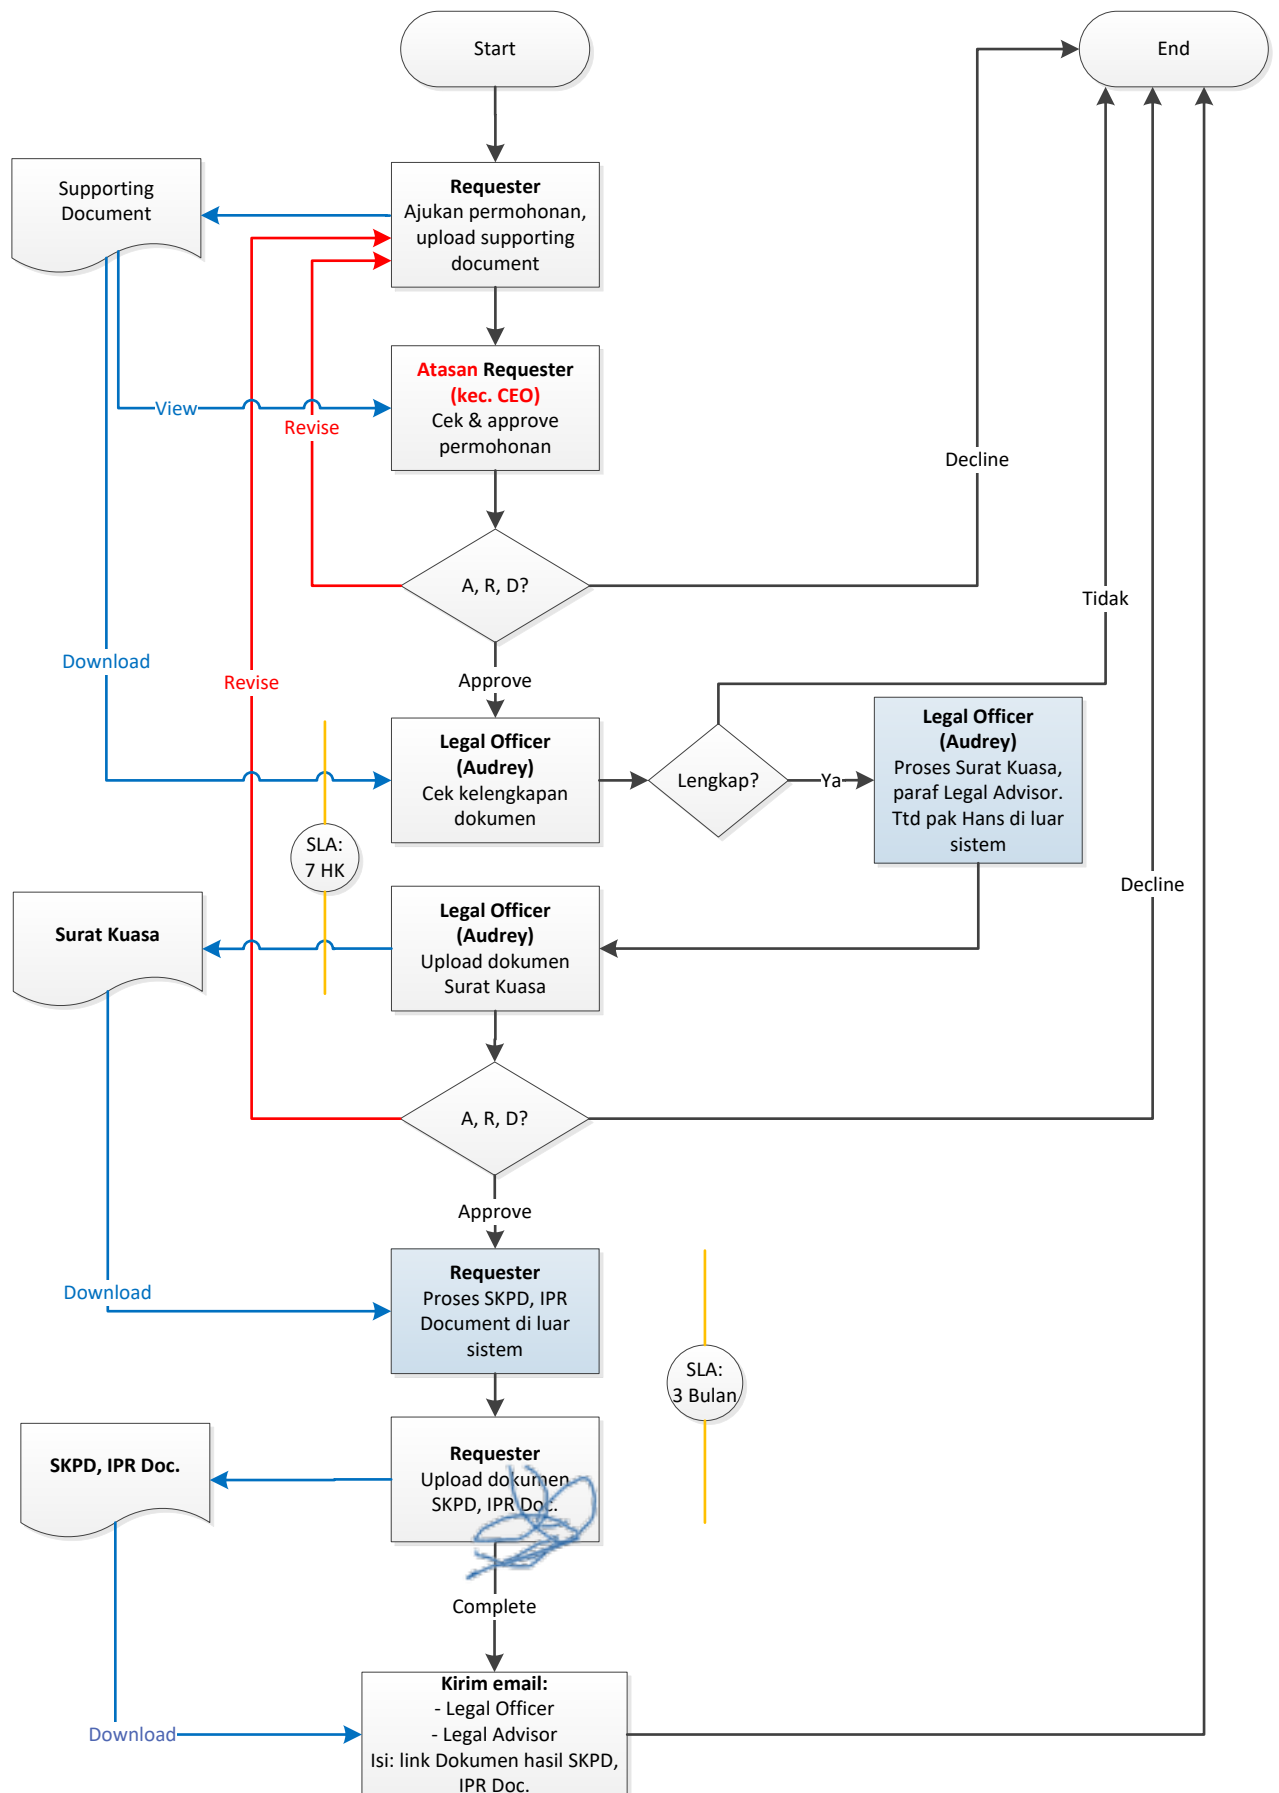 Start
End
Supporting
Document
Requester
Ajukan permohonan,
upload supporting
document
Atasan Requester
(kec. CEO)
Cek & approve
permohonan
View
Revise
Decline
A, R, D?
Tidak
Download
Revise
Approve
Legal Officer
(Audrey)
Cek kelengkapan
dokumen
Lengkap?
Ya
Legal Officer
(Audrey)
Proses Surat Kuasa,
paraf Legal Advisor.
Ttd pak Hans di luar
sistem
SLA:
7 HK
Decline
Surat Kuasa
Legal Officer
(Audrey)
Upload dokumen
Surat Kuasa
A, R, D?
Approve
Download
Requester
Proses SKPD, IPR
Document di luar
sistem
SLA:
3 Bulan
SKPD, IPR Doc.
Requester
Upload dokumen
SKPD, IPR Doc.
Complete
Download
Kirim email:
- Legal Officer
- Legal Advisor
Isi: link Dokumen hasil SKPD,
IPR Doc.